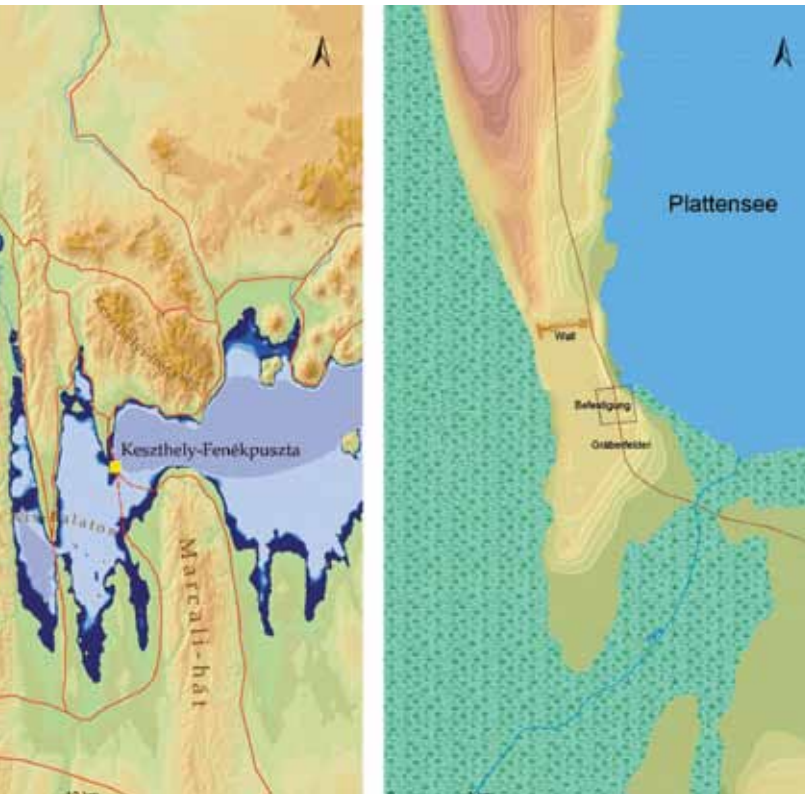 Keszthely-Fenékpuszta
Marcali-hát
Plattensee
Wall
Befestigung
Gräberfelder